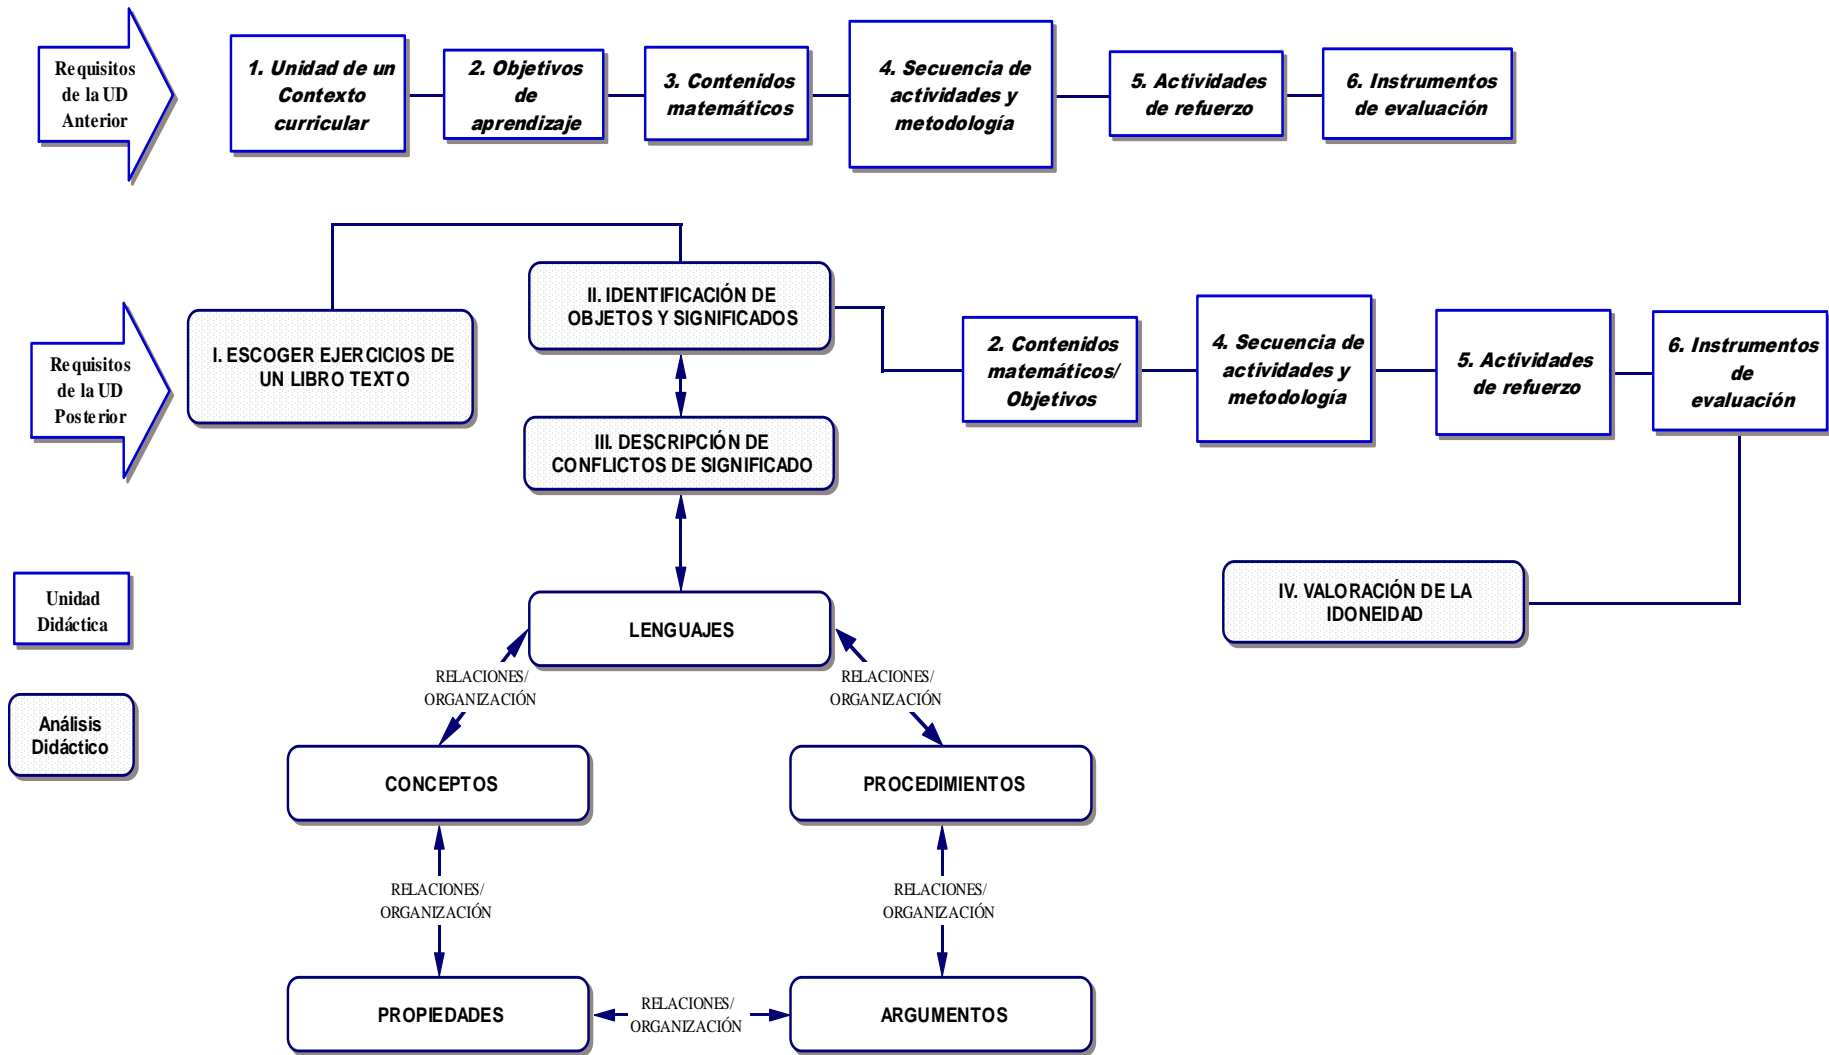 Requisitos
de la UD
Anterior
1. Unidad de un
Contexto
curricular
2. Objetivos
de
aprendizaje
3. Contenidos
matemáticos
4. Secuencia de
actividades y
metodología
5. Actividades
de refuerzo
6. Instrumentos
de evaluación
Requisitos
de la UD
Posterior
I. ESCOGER EJERCICIOS DE
UN LIBRO TEXTO
II. IDENTIFICACIÓN DE
OBJETOS Y SIGNIFICADOS
III. DESCRIPCIÓN DE
CONFLICTOS DE SIGNIFICADO
2. Contenidos
matemáticos/
Objetivos
4. Secuencia de
actividades y
metodología
5. Actividades
de refuerzo
6. Instrumentos
de
evaluación
IV. VALORACIÓN DE LA
IDONEIDAD
Unidad
Didáctica
Análisis
Didáctico
LENGUAJES
RELACIONES/
ORGANIZACIÓN
RELACIONES/
ORGANIZACIÓN
CONCEPTOS
PROCEDIMIENTOS
RELACIONES/
ORGANIZACIÓN
RELACIONES/
ORGANIZACIÓN
PROPIEDADES
RELACIONES/
ORGANIZACIÓN
ARGUMENTOS